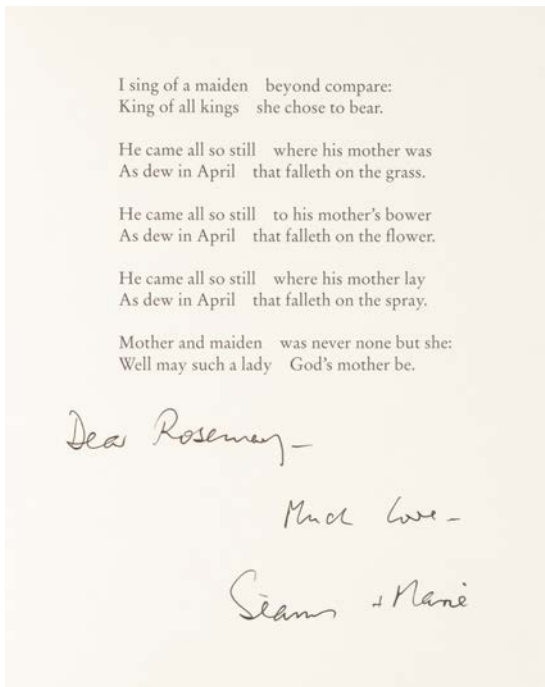 I sing of a maiden beyond compare:
King of all kings she chose to bear.
He came all so still where his mother was
As dew in April that falleth on the grass.
He came all so still to his mother's bower
As dew in April that falleth on the flower.
He came all so still where his mother lay
As dew in April that falleth on the spray.
Mother and maiden was never none but she:
Well may such a lady God's mother be.
Dear Rosemary –
Much love –
Séamus + Marie